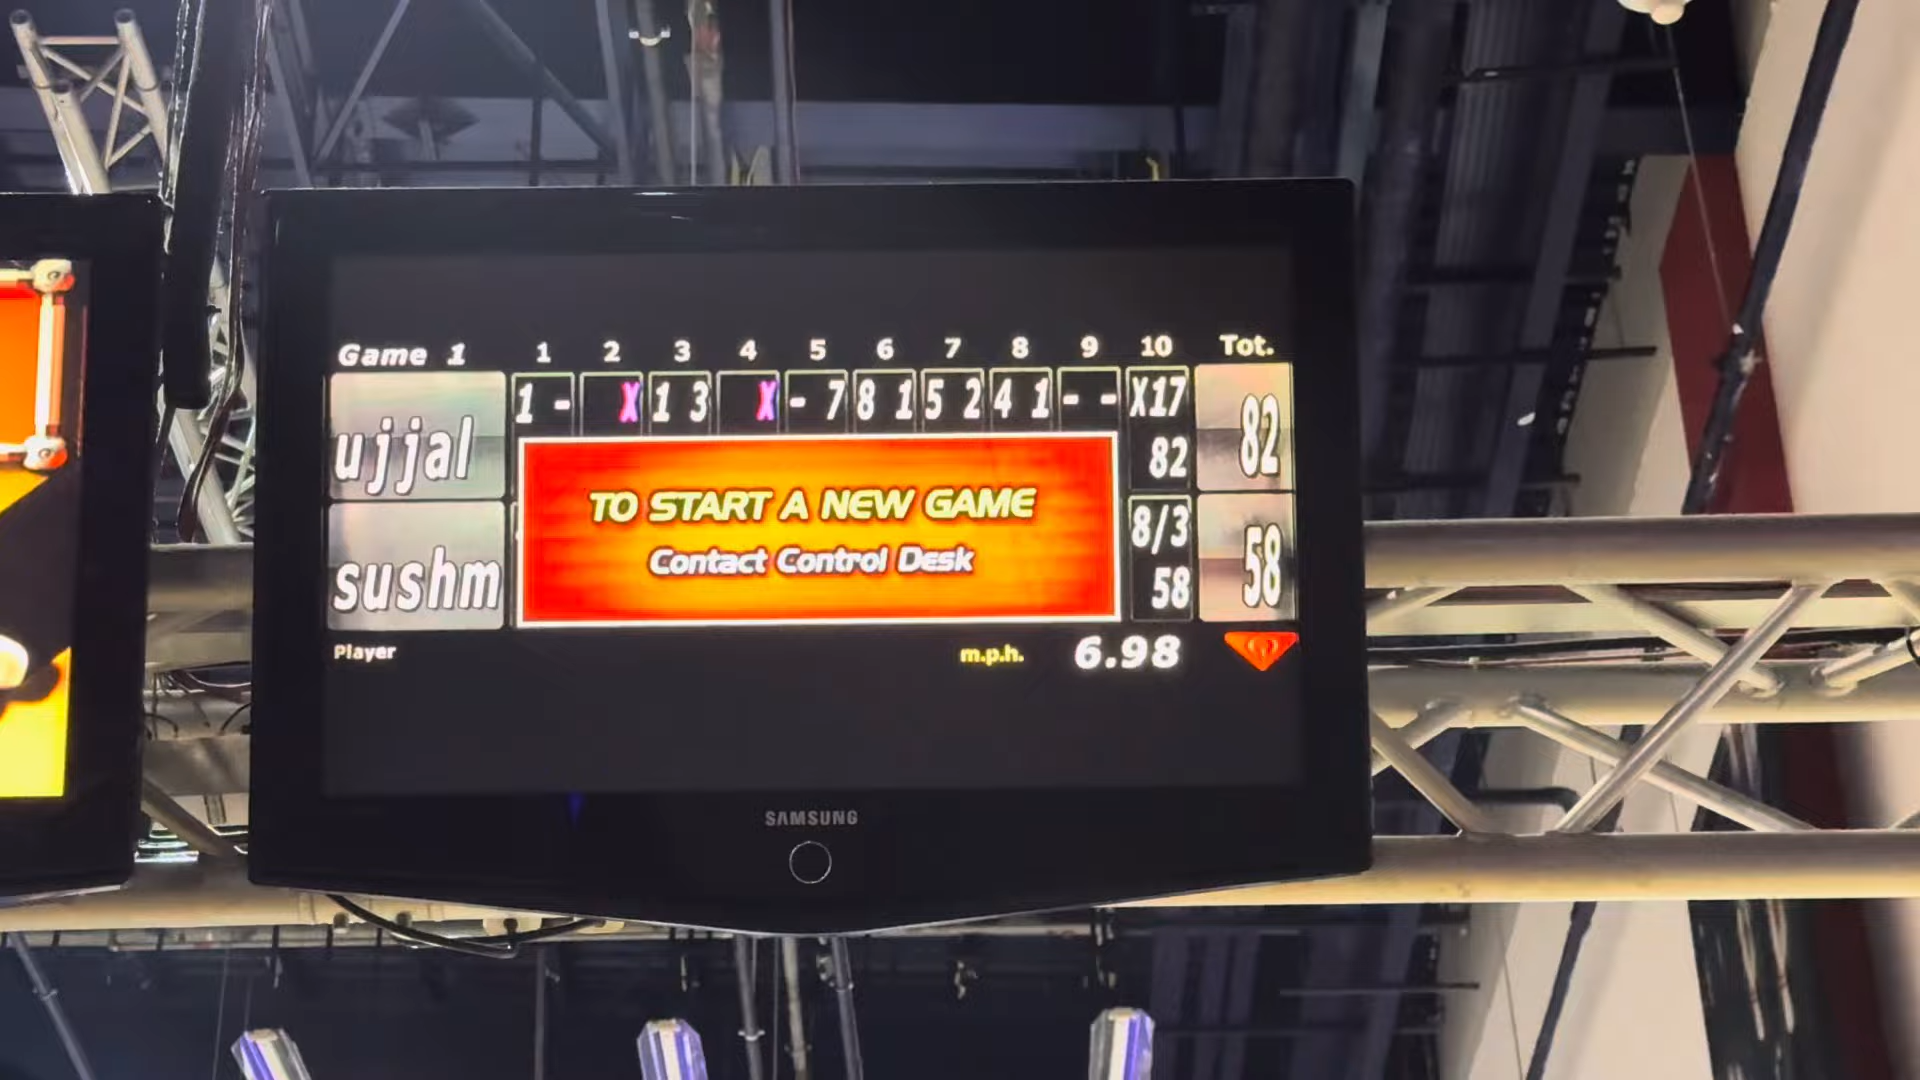 Game 1 1 2 3 4 5 6 7 8 9 10 Tot.
ujjal 1 - X 1 3 X - 7 8 1 5 2 4 1 - - X17 82
82
TO START A NEW GAME
Contact Control Desk
sushm 8/3 58
58
Player m.p.h. 6.98
SAMSUNG